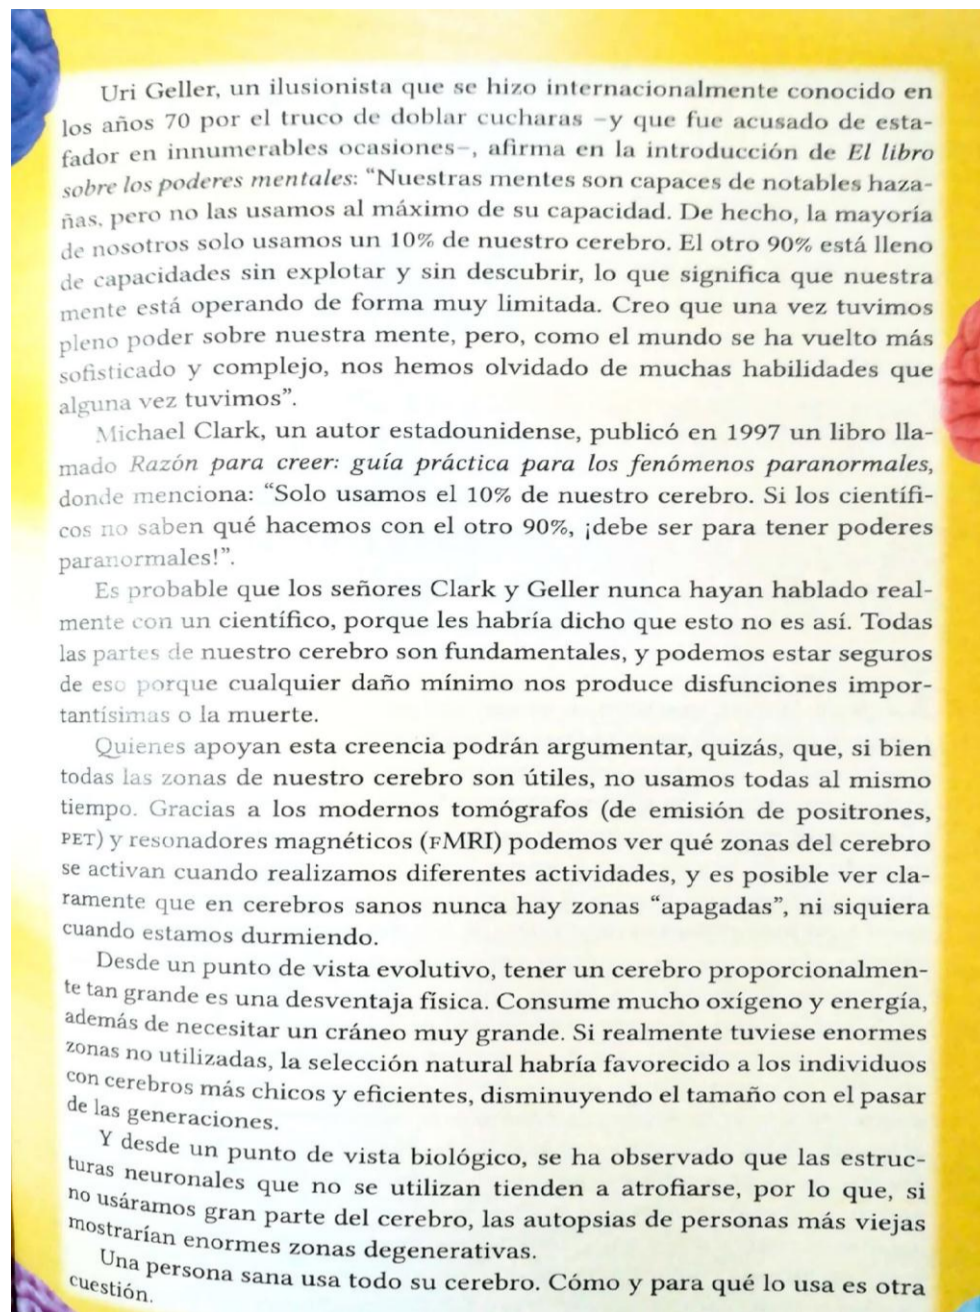 Uri Geller, un ilusionista que se hizo internacionalmente conocido en
los años 70 por el truco de doblar cucharas –y que fue acusado de esta-
fador en innumerables ocasiones–, afirma en la introducción de El libro
sobre los poderes mentales: “Nuestras mentes son capaces de notables haza-
ñas, pero no las usamos al máximo de su capacidad. De hecho, la mayoría
de nosotros solo usamos un 10% de nuestro cerebro. El otro 90% está lleno
de capacidades sin explotar y sin descubrir, lo que significa que nuestra
mente está operando de forma muy limitada. Creo que una vez tuvimos
pleno poder sobre nuestra mente, pero, como el mundo se ha vuelto más
sofisticado y complejo, nos hemos olvidado de muchas habilidades que
alguna vez tuvimos”.
Michael Clark, un autor estadounidense, publicó en 1997 un libro lla-
mado Razón para creer: guía práctica para los fenómenos paranormales,
donde menciona: “Solo usamos el 10% de nuestro cerebro. Si los científi-
cos no saben qué hacemos con el otro 90%, ¡debe ser para tener poderes
paranormales!”.
Es probable que los señores Clark y Geller nunca hayan hablado real-
mente con un científico, porque les habría dicho que esto no es así. Todas
las partes de nuestro cerebro son fundamentales, y podemos estar seguros
de eso porque cualquier daño mínimo nos produce disfunciones impor-
tantísimas o la muerte.
Quienes apoyan esta creencia podrán argumentar, quizás, que, si bien
todas las zonas de nuestro cerebro son útiles, no usamos todas al mismo
tiempo. Gracias a los modernos tomógrafos (de emisión de positrones,
PET) y resonadores magnéticos (FMRI) podemos ver qué zonas del cerebro
se activan cuando realizamos diferentes actividades, y es posible ver cla-
ramente que en cerebros sanos nunca hay zonas “apagadas”, ni siquiera
cuando estamos durmiendo.
Desde un punto de vista evolutivo, tener un cerebro proporcionalmen-
te tan grande es una desventaja física. Consume mucho oxígeno y energía,
además de necesitar un cráneo muy grande. Si realmente tuviese enormes
zonas no utilizadas, la selección natural habría favorecido a los individuos
con cerebros más chicos y eficientes, disminuyendo el tamaño con el pasar
de las generaciones.
Y desde un punto de vista biológico, se ha observado que las estruc-
turas neuronales que no se utilizan tienden a atrofiarse, por lo que, si
no usáramos gran parte del cerebro, las autopsias de personas más viejas
mostrarían enormes zonas degenerativas.
Una persona sana usa todo su cerebro. Cómo y para qué lo usa es otra
cuestión.